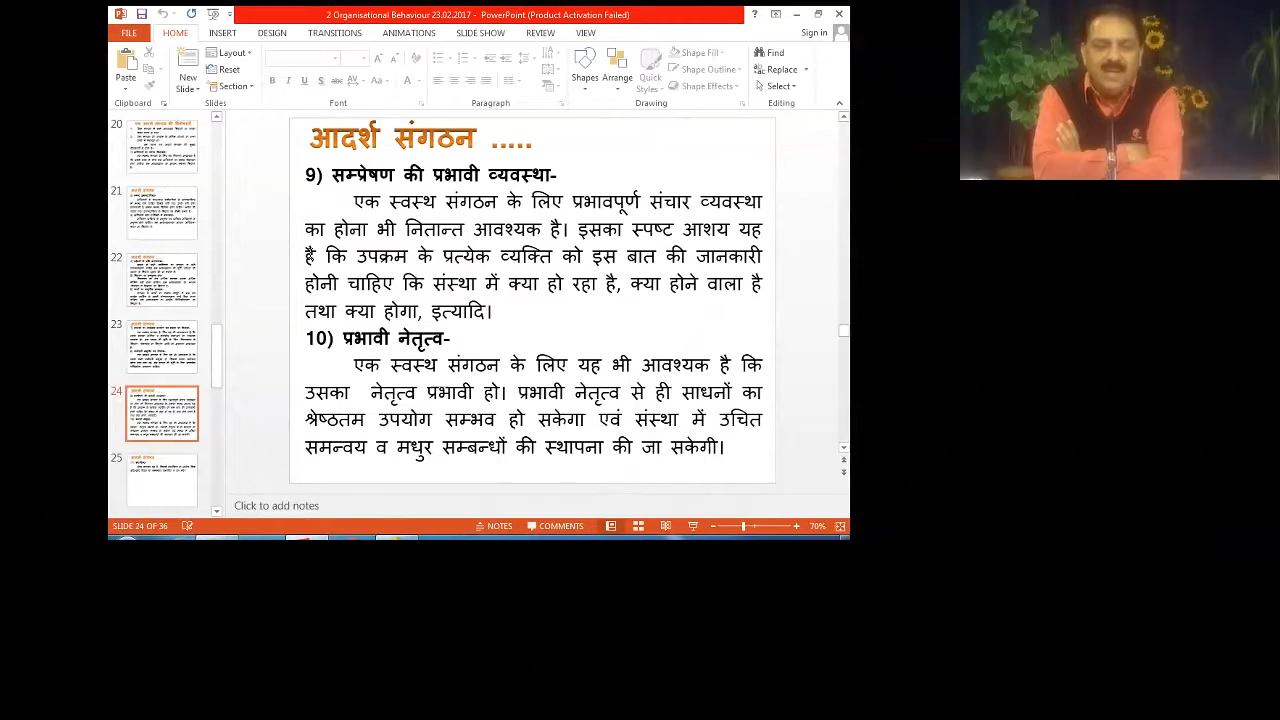 2 Organisational Behaviour 23.02.2017 - PowerPoint (Product Activation Failed)
FILE HOME INSERT DESIGN TRANSITIONS ANIMATIONS SLIDE SHOW REVIEW VIEW Sign in
Paste
New Slide
Layout
Reset
Section
Shapes
Arrange
Quick Styles
Shape Fill
Shape Outline
Shape Effects
Find
Replace
Select
Clipboard Slides Font Paragraph Drawing Editing
20
21
22
23
24
25
आदर्श संगठन .....
9) सम्प्रेषण की प्रभावी व्यवस्था-
एक स्वस्थ संगठन के लिए प्रभावपूर्ण संचार व्यवस्था
का होना भी नितान्त आवश्यक है। इसका स्पष्ट आशय यह
है कि उपक्रम के प्रत्येक व्यक्ति को इस बात की जानकारी
होनी चाहिए कि संस्था में क्या हो रहा है, क्या होने वाला है
तथा क्या होगा, इत्यादि।
10) प्रभावी नेतृत्व-
एक स्वस्थ संगठन के लिए यह भी आवश्यक है कि
उसका नेतृत्व प्रभावी हो। प्रभावी नेतृत्व से ही साधनों का
श्रेष्ठतम उपयोग सम्भव हो सकेगा एवं संस्था में उचित
समन्वय व मधुर सम्बन्धों की स्थापना की जा सकेगी।
Click to add notes
SLIDE 24 OF 36 NOTES COMMENTS 70%